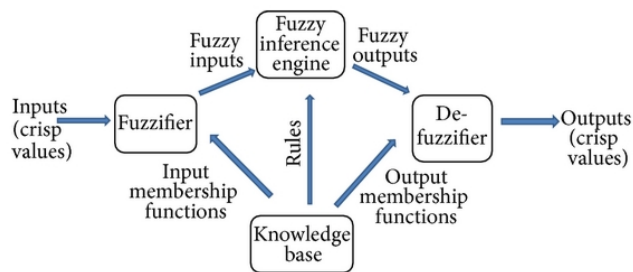 Fuzzy
inputs
Fuzzy
inference
engine
Fuzzy
outputs
Inputs
(crisp
values)
Fuzzifier
De-
fuzzifier
Outputs
(crisp
values)
Input
membership
functions
Rules
Output
membership
functions
Knowledge
base